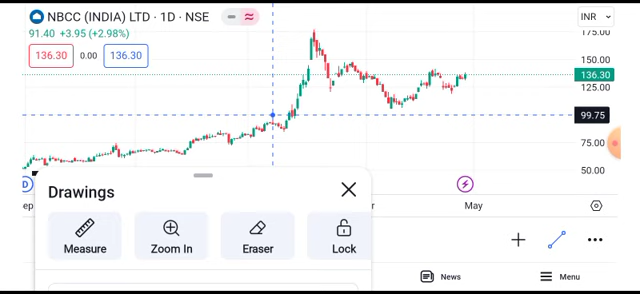 NBCC (INDIA) LTD · 1D · NSE
INR
91.40 +3.95 (+2.98%)
175.00
136.30 0.00 136.30
150.00
136.30
125.00
99.75
75.00
50.00
Drawings
Measure
Zoom In
Eraser
Lock
May
News
Menu